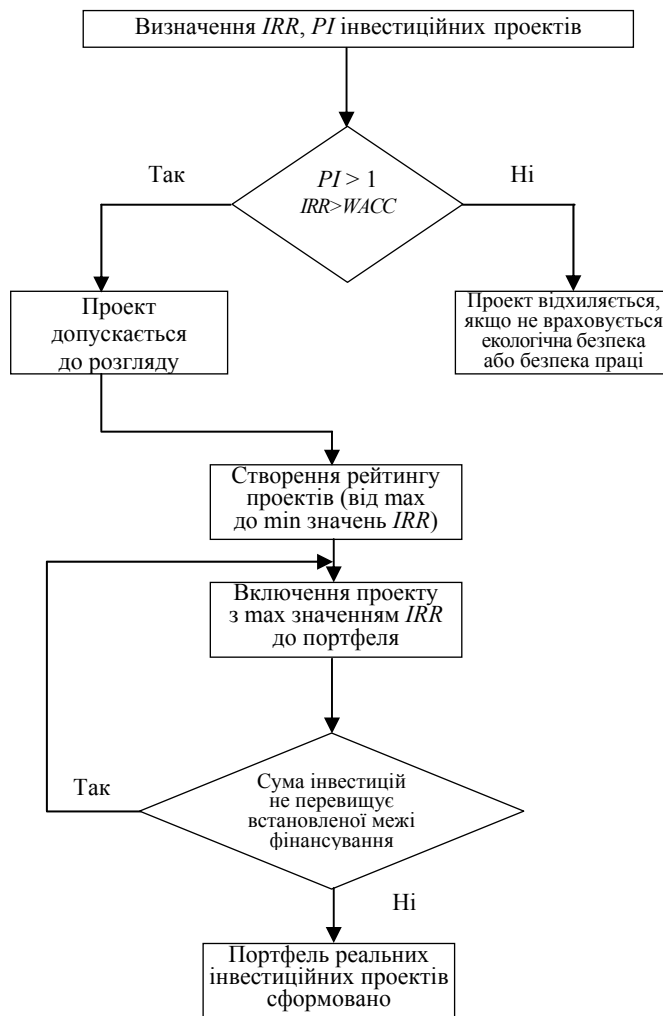 Визначення IRR, PI інвестиційних проектів
Так
PI > 1
IRR>WACC
Ні
Проект
допускається
до розгляду
Проект відхиляється,
якщо не враховується
екологічна безпека
або безпека праці
Створення рейтингу
проектів (від max
до min значень IRR)
Включення проекту
з max значенням IRR
до портфеля
Так
Сума інвестицій
не перевищує
встановленої межі
фінансування
Ні
Портфель реальних
інвестиційних проектів
сформовано